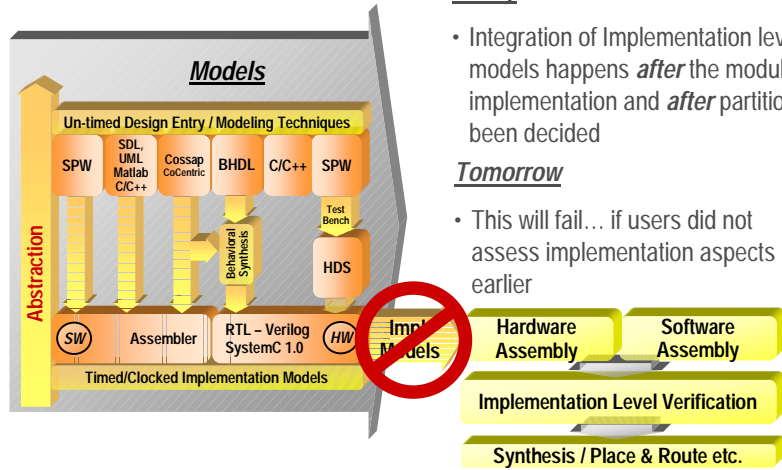 • Integration of Implementation
models happens after the
implementation and after
been decided
Tomorrow
• This will fail… if users did not
assess implementation aspects
earlier
Models
Un-timed Design Entry / Modeling Techniques
SPW
SDL,
UML
Matlab
C/C++
Cossap
CoCentric
BHDL
C/C++
SPW
Test
Bench
Behavioral
Synthesis
HDS
Abstraction
SW
Assembler
RTL – Verilog
SystemC 1.0
HW
Impl
Models
Timed/Clocked Implementation Models
Hardware
Assembly
Software
Assembly
Implementation Level Verification
Synthesis / Place & Route etc.